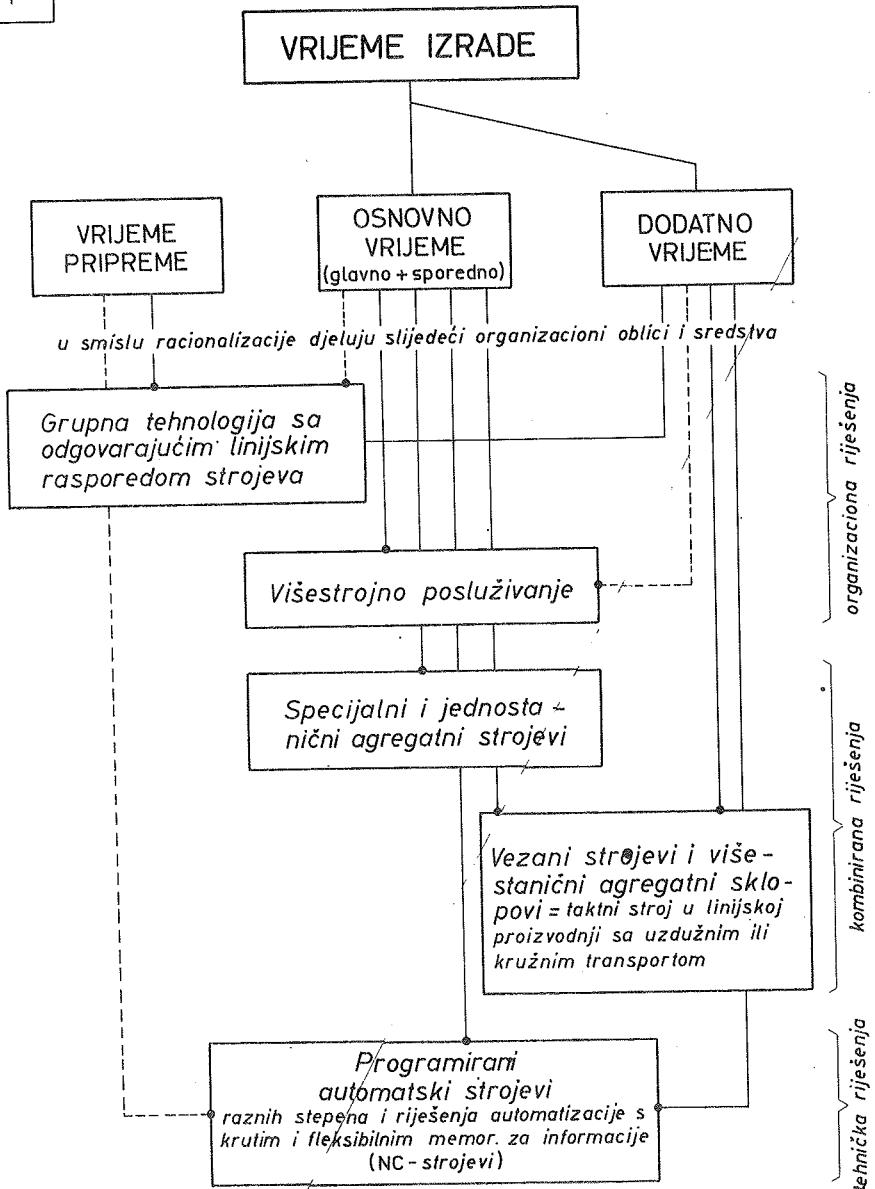 VRIJEME IZRADE
VRIJEME
PRIPREME
OSNOVNO
VRIJEME
(glavno + sporedno)
DODATNO
VRIJEME
u smislu racionalizacije djeluju slijedeći organizacioni oblici i sredstva
Grupna tehnologija sa
odgovarajućim linijskim
rasporedom strojeva
organizaciona riješenja
Višestrojno posluživanje
Specijalni i jednosta-
nični agregatni strojevi
Vezani strojevi i više-
stanični agregatni sklo-
povi = taktni stroj u linijskoj
proizvodnji sa uzdužnim ili
kružnim transportom
kombinirana riješenja
Programirani
automatski strojevi
raznih stepena i riješenja automatizacije s
krutim i fleksibilnim memor. za informacije
(NC-strojevi)
tehnička riješenja